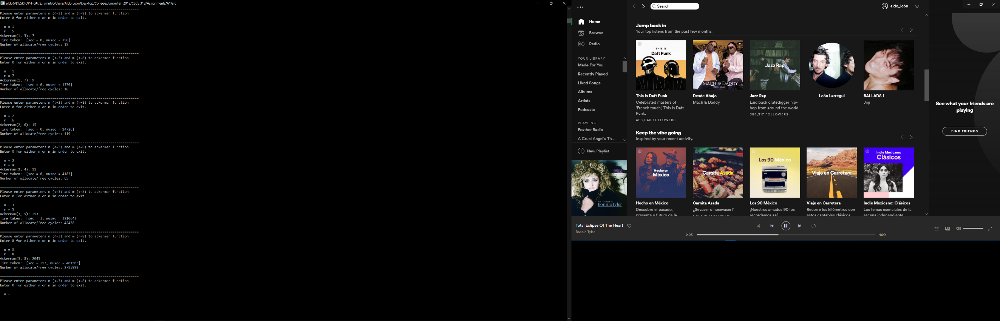 aldo@DESKTOP-HGJFJ2J: /mnt/c/Users/Aldo Leon/Desktop/College/Junior/Fall 2019/CSCE 313/Assignments/A1/src
======================================================================
Please enter parameters n (<=3) and m (<=8) to ackerman function
Enter 0 for either n or m in order to exit.
n = 1
m = 5
Ackerman(1, 5): 7
Time taken:  [sec = 0, musec = 796]
Number of allocate/free cycles: 12
======================================================================
Please enter parameters n (<=3) and m (<=8) to ackerman function
Enter 0 for either n or m in order to exit.
n = 1
m = 7
Ackerman(1, 7): 9
Time taken:  [sec = 0, musec = 1376]
Number of allocate/free cycles: 16
======================================================================
Please enter parameters n (<=3) and m (<=8) to ackerman function
Enter 0 for either n or m in order to exit.
n = 2
m = 6
Ackerman(2, 6): 15
Time taken:  [sec = 0, musec = 14726]
Number of allocate/free cycles: 119
======================================================================
Please enter parameters n (<=3) and m (<=8) to ackerman function
Enter 0 for either n or m in order to exit.
n = 2
m = 4
Ackerman(2, 4): 11
Time taken:  [sec = 0, musec = 4183]
Number of allocate/free cycles: 65
======================================================================
Please enter parameters n (<=3) and m (<=8) to ackerman function
Enter 0 for either n or m in order to exit.
n = 3
m = 5
Ackerman(3, 5): 253
Time taken:  [sec = 3, musec = 321064]
Number of allocate/free cycles: 42438
======================================================================
Please enter parameters n (<=3) and m (<=8) to ackerman function
Enter 0 for either n or m in order to exit.
n = 3
m = 8
Ackerman(3, 8): 2045
Time taken:  [sec = 217, musec = 461563]
Number of allocate/free cycles: 2785999
======================================================================
Please enter parameters n (<=3) and m (<=8) to ackerman function
Enter 0 for either n or m in order to exit.
n =
Search
aldo_león
Home
Browse
Radio
YOUR LIBRARY
Made For You
Recently Played
Liked Songs
Albums
Artists
Podcasts
PLAYLISTS
Feather Radio
A Cruel Angel's Th...
New Playlist
THE VERY BEST OF
Bonnie Tyler
Jump back in
Your top listens from the past few months.
THIS IS
Daft Punk
MACH & DADDY
DESDE ABAJO
Jazz Rap
This Is Daft Punk
Celebrated masters of
'French touch', This Is Daft
Punk.
428,048 FOLLOWERS
Desde Abajo
Mach & Daddy
Jazz Rap
Laid back cratedigger hip-
hop from around the world.
389,317 FOLLOWERS
León Larregui
BALLADS 1
Joji
Keep the vibe going
Inspired by your recent activity.
Hecho en
México
Carnita Asada
Los 90 México
Viaje en Carretera
Indie Mexicano:
Clásicos
Hecho en México
Descubre el pasado,
presente y futuro de la
Carnita Asada
¿Sevaser o nosevaser?
671,400 FOLLOWERS
Los 90 México
¡Nuestros amados 90 los
recordamos así!
Viaje en Carretera
Recorre los kilómetros con
estos cantables clásicos
Indie Mexicano: Clásicos
Los temas esenciales de la
escena independiente
See what your friends are
playing
FIND FRIENDS
Total Eclipse Of The Heart
Bonnie Tyler
2:03
4:29